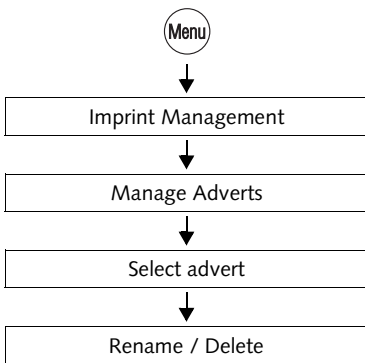 Menu
Imprint Management
Manage Adverts
Select advert
Rename / Delete